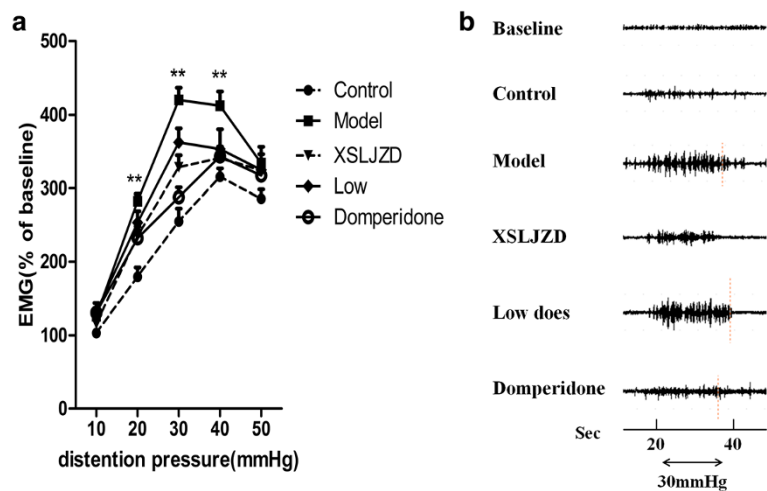 a
500
400
300
200
100
0
EMG(% of baseline)
**
**
**
10 20 30 40 50
distention pressure(mmHg)
Control
Model
XSLJZD
Low
Domperidone
b
Baseline
Control
Model
XSLJZD
Low does
Domperidone
Sec 20 40
30mmHg